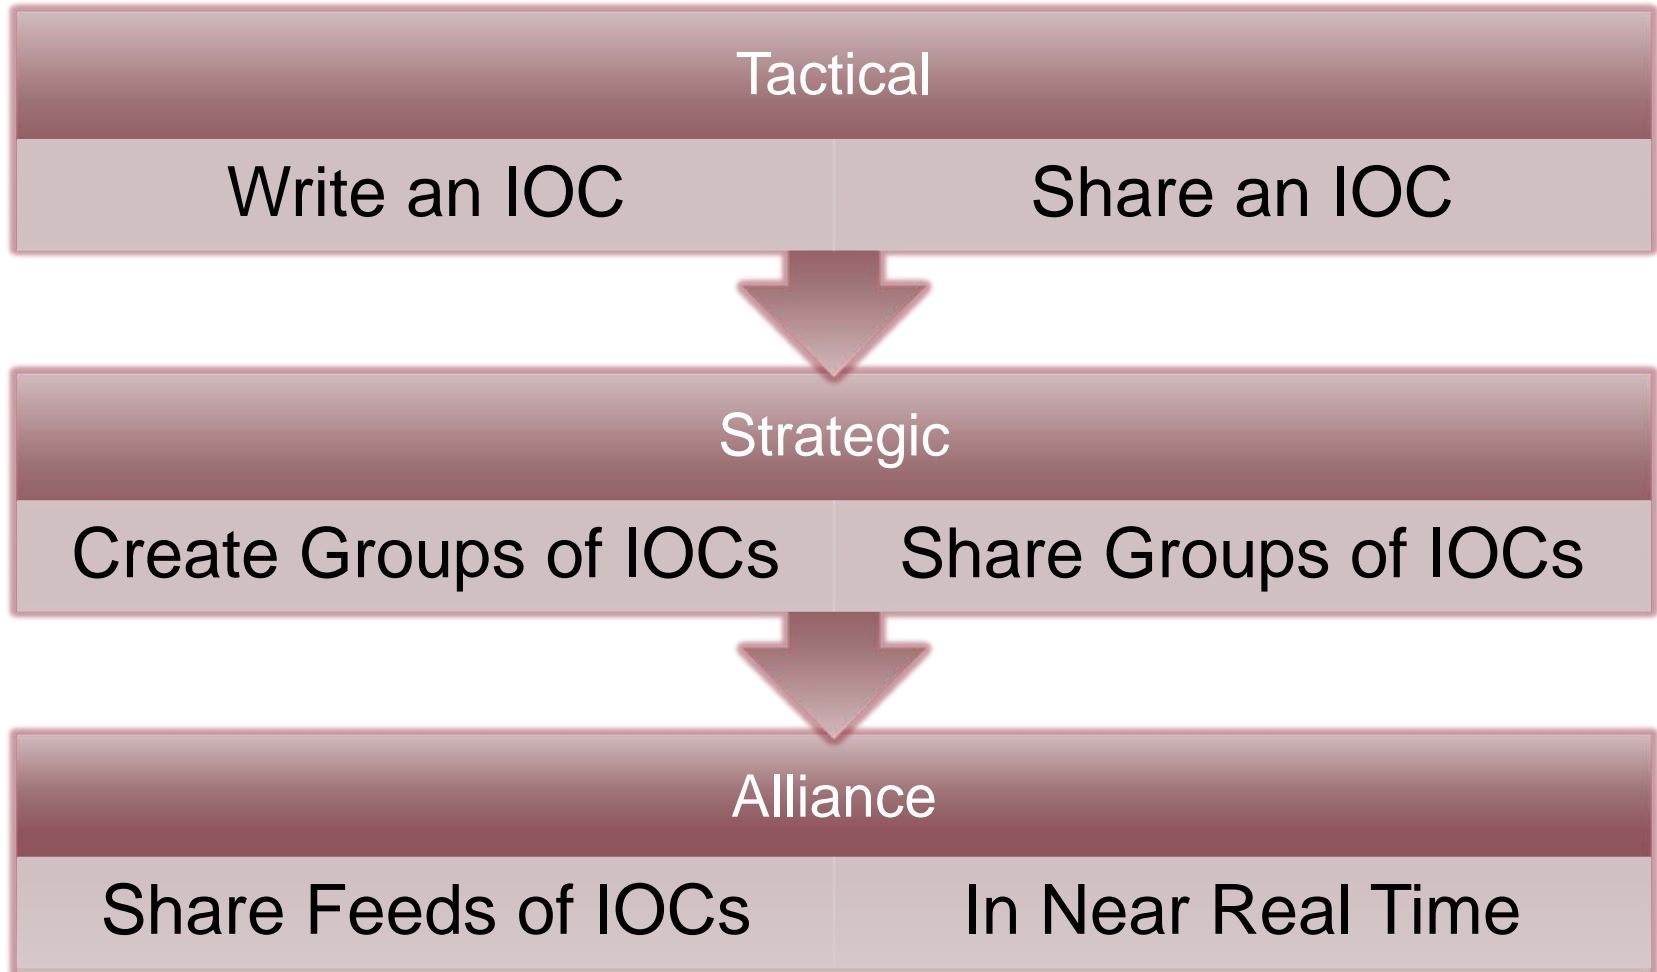 Tactical
Write an IOC
Share an IOC
Strategic
Create Groups of IOCs
Share Groups of IOCs
Alliance
Share Feeds of IOCs
In Near Real Time